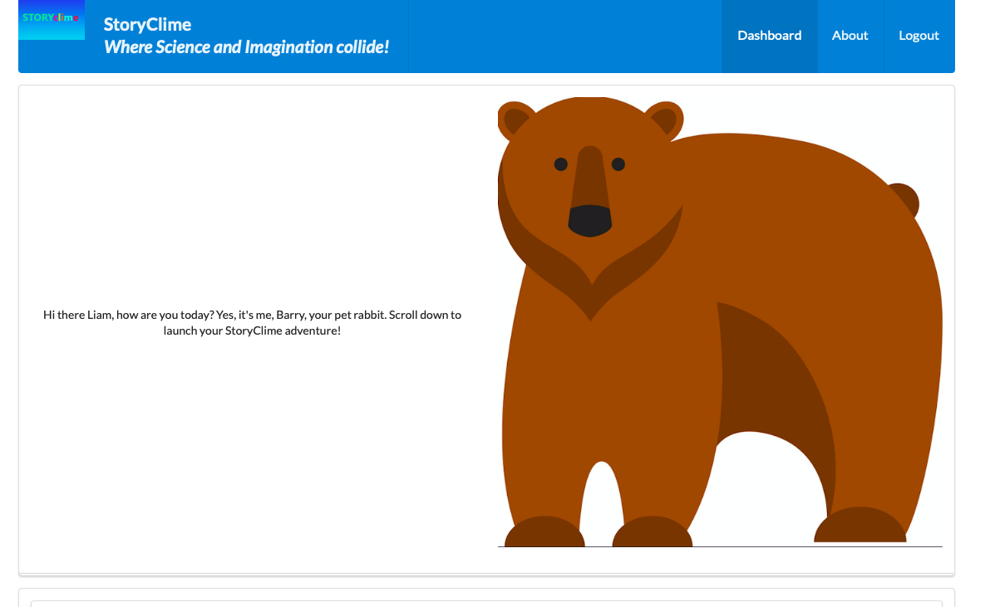 STORYclime
StoryClime
Where Science and Imagination collide!
Dashboard
About
Logout
Hi there Liam, how are you today? Yes, it's me, Barry, your pet rabbit. Scroll down to
launch your StoryClime adventure!